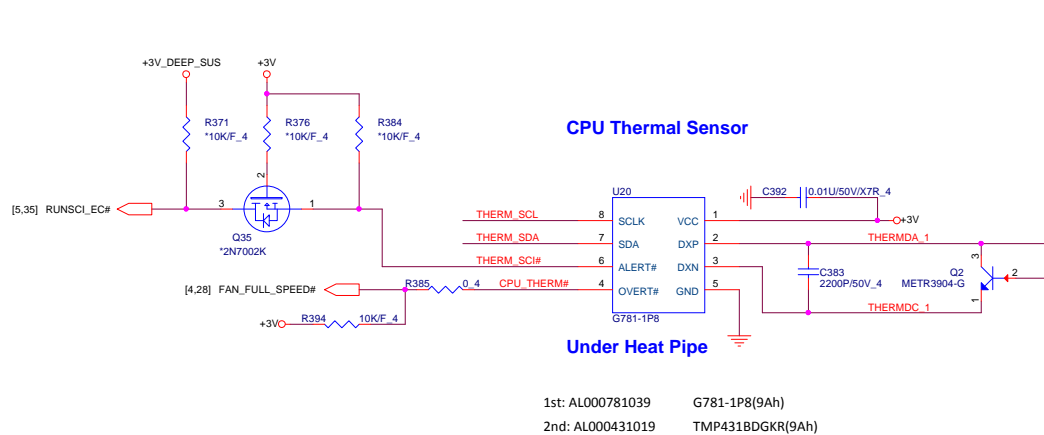 +3V_DEEP_SUS
+3V
R371
*10K/F_4
R376
*10K/F_4
R384
*10K/F_4
CPU Thermal Sensor
2
[5,35] RUNSCI_EC#
3
1
Q35
*2N7002K
U20
C392
0.01U/50V/X7R_4
THERM_SCL
8
SCLK
VCC
1
+3V
THERM_SDA
7
SDA
DXP
2
THERMDA_1
THERM_SCI#
6
ALERT#
DXN
3
C383
2200P/50V_4
3
Q2
2
METR3904-G
1
[4,28] FAN_FULL_SPEED#
R385
0_4
CPU_THERM#
4
OVERT#
GND
5
THERMDC_1
G781-1P8
+3V
R394
10K/F_4
Under Heat Pipe
1st: AL000781039 G781-1P8(9Ah)
2nd: AL000431019 TMP431BDGKR(9Ah)